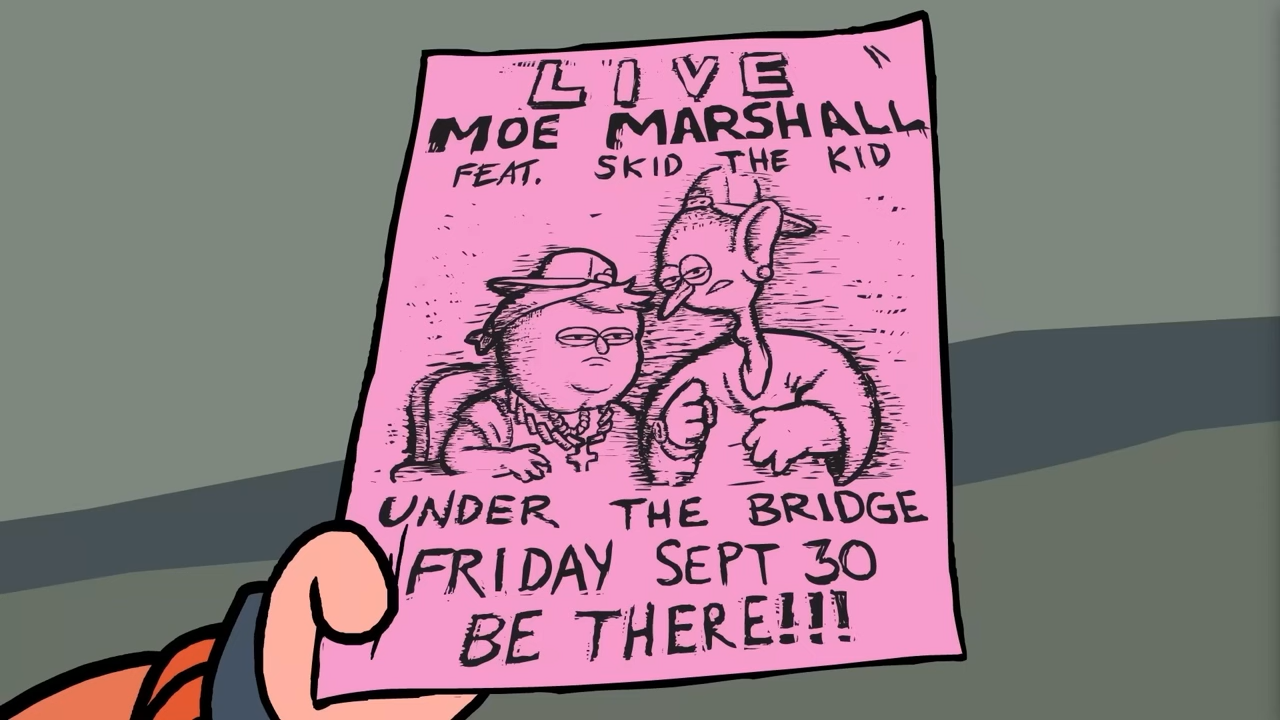 LIVE
MOE MARSHALL
FEAT. SKID THE KID
UNDER THE BRIDGE
FRIDAY SEPT 30
BE THERE!!!